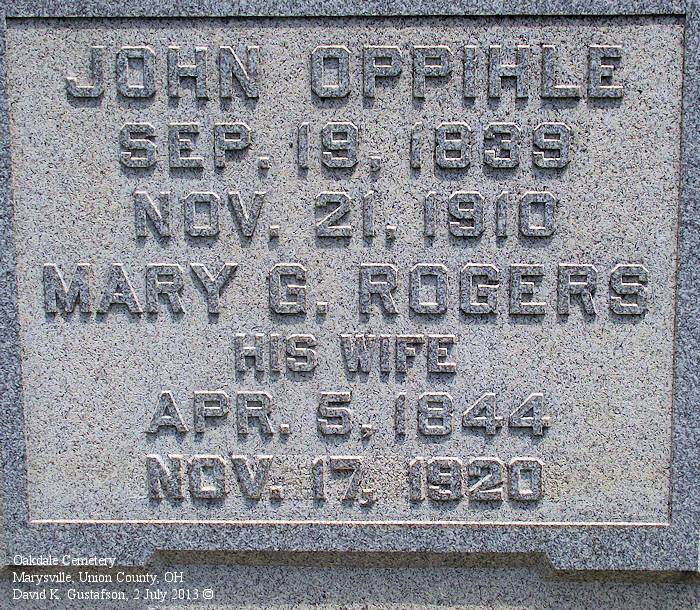 JOHN OPPIHLE
SEP. 19, 1839
NOV. 21, 1910
MARY G. ROGERS
HIS WIFE
APR. 5, 1844
NOV. 17, 1920
Oakdale Cemetery
Marysville, Union County, OH
David K. Gustafson, 2 July 2013 ©